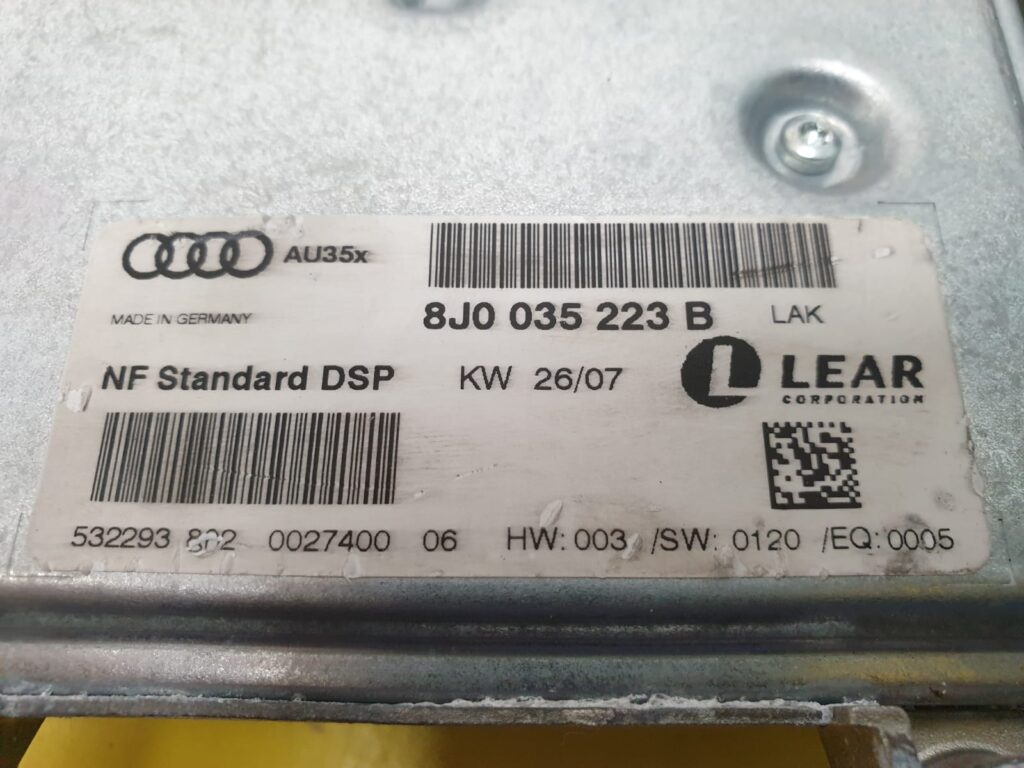 AU35x
8J0 035 223 B LAK
MADE IN GERMANY
NF Standard DSP KW 26/07
L LEAR
CORPORATION
532293 0027400 06 HW: 003 /SW: 0120 /EQ: 0005